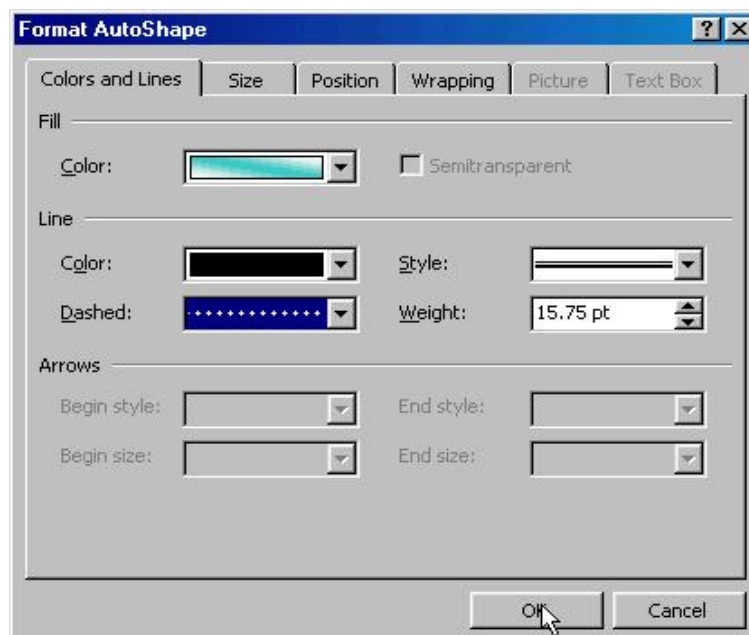 Format AutoShape
Colors and Lines Size Position Wrapping Picture Text Box
Fill
Color: Semitransparent
Line
Color: Style:
Dashed: Weight: 15.75 pt
Arrows
Begin style: End style:
Begin size: End size:
OK Cancel